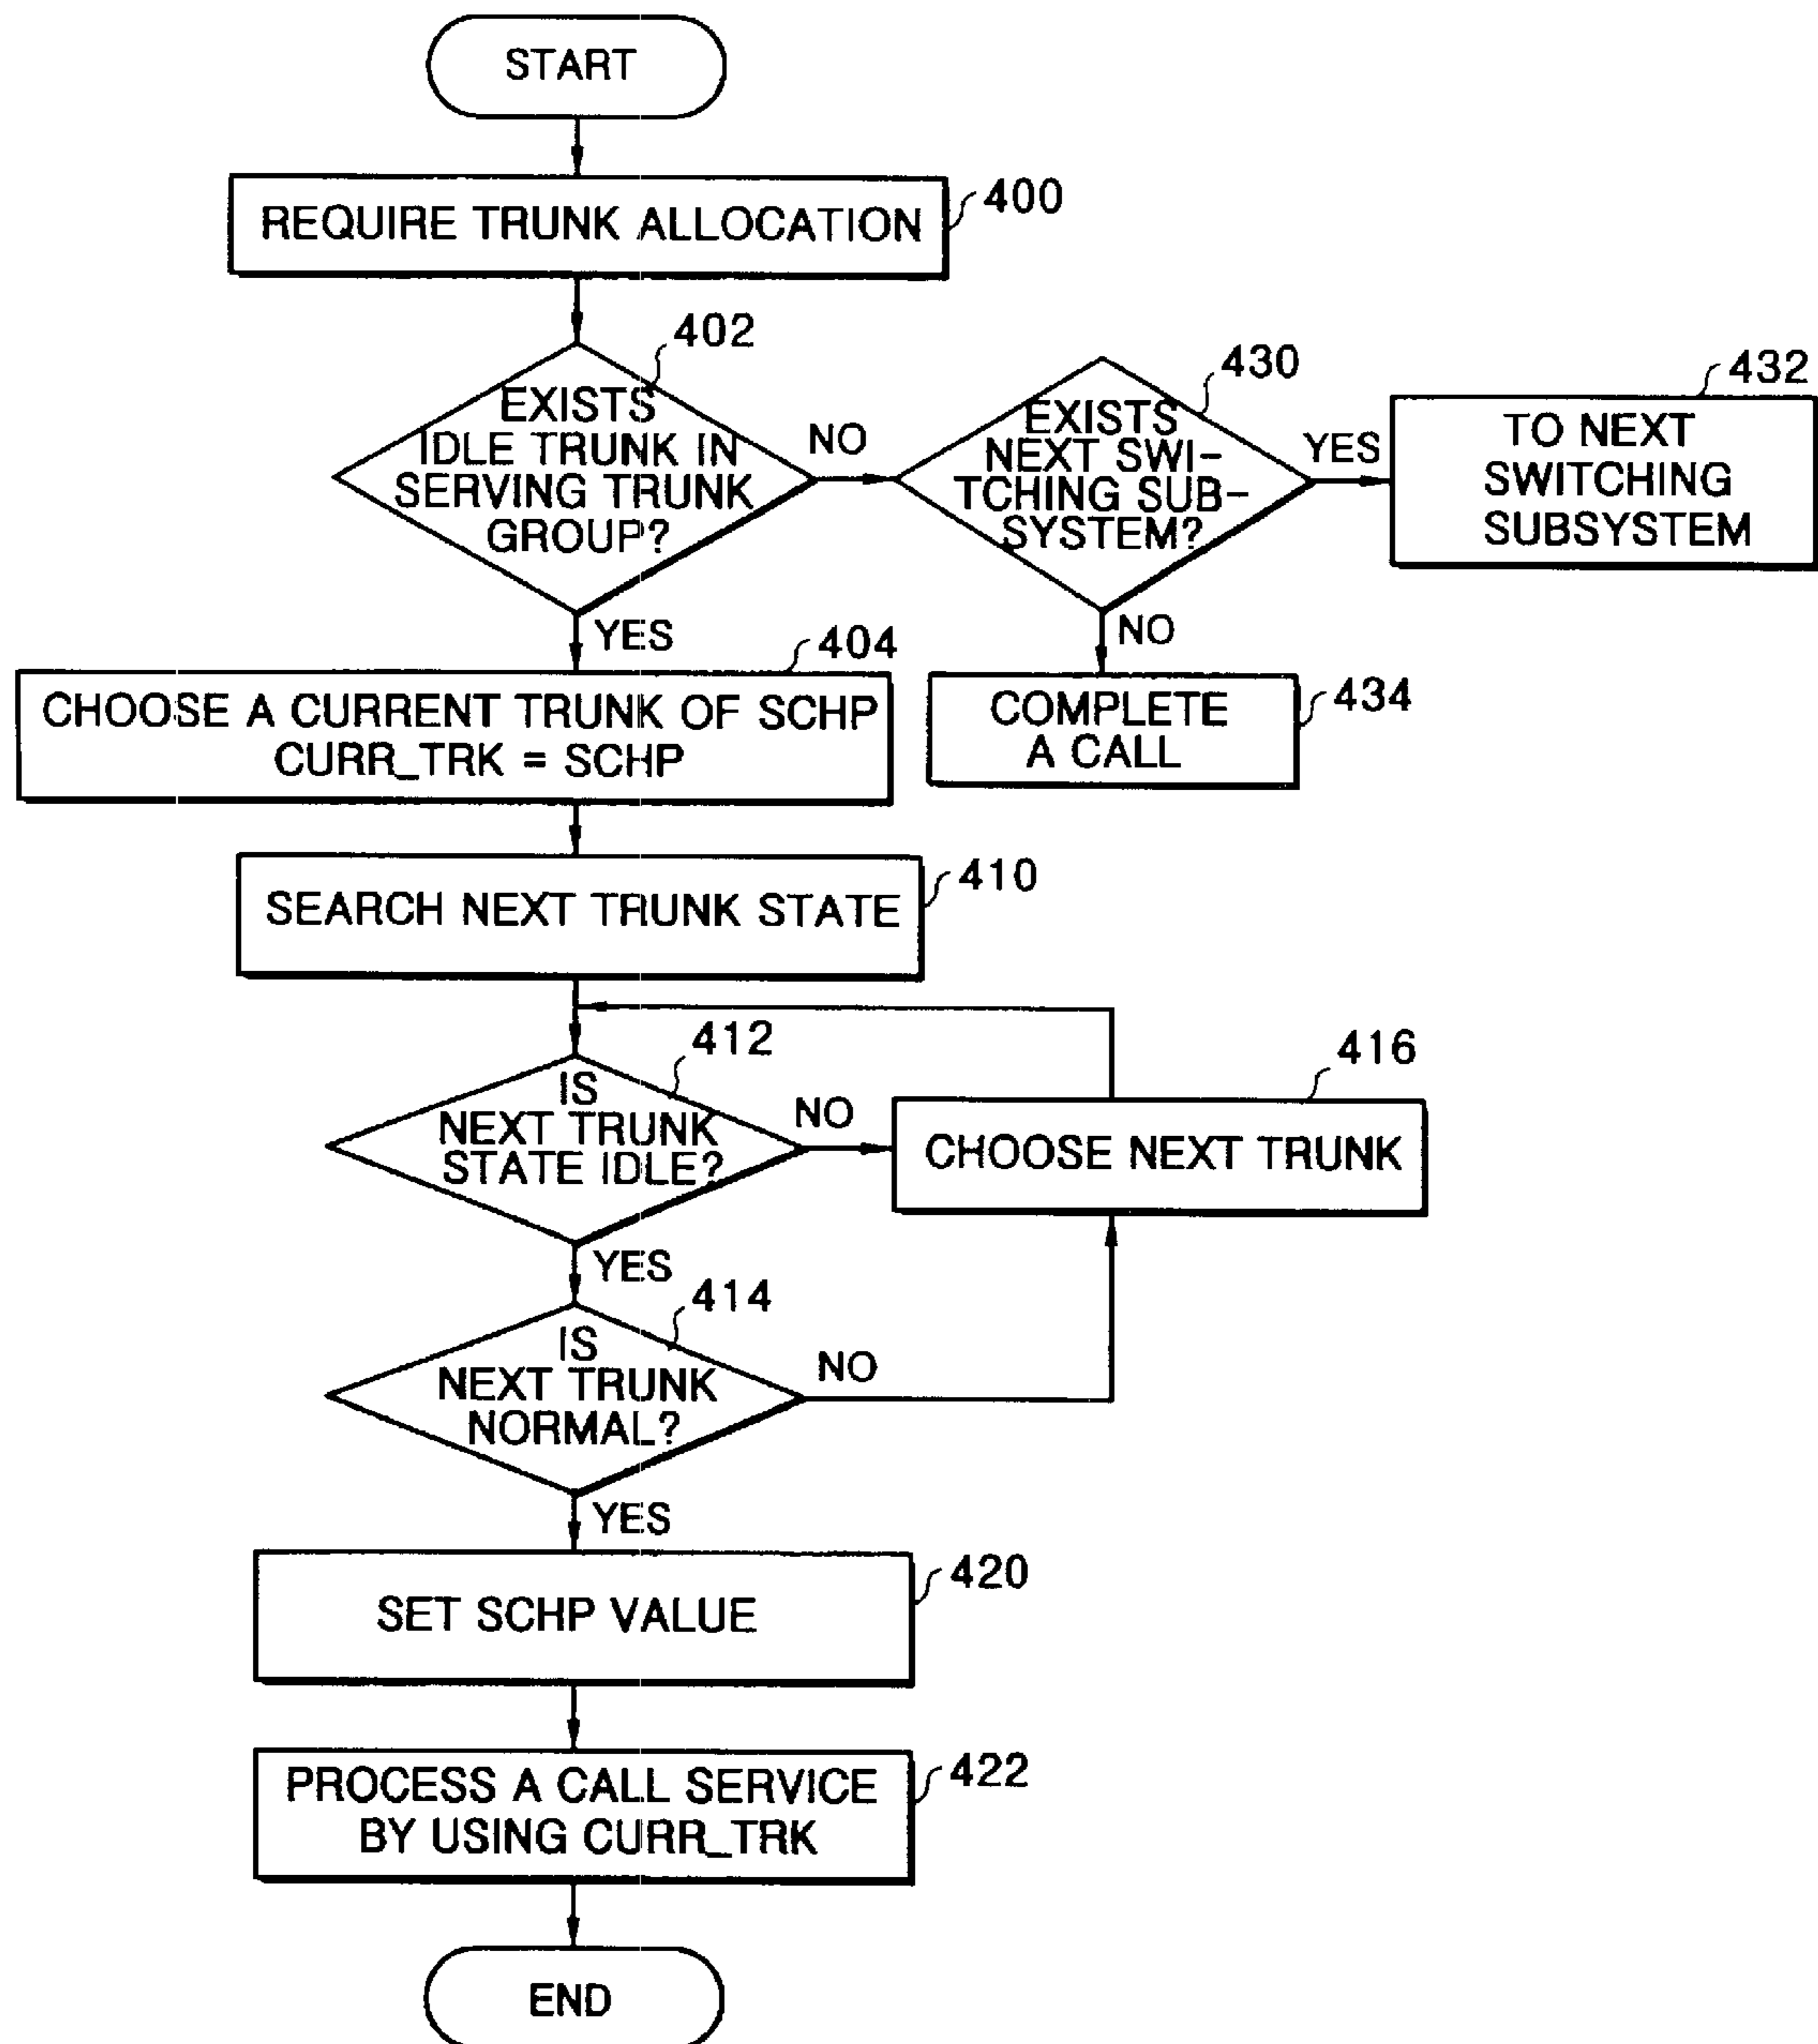 START
REQUIRE TRUNK ALLOCATION
400
402
EXISTS
IDLE TRUNK IN
SERVING TRUNK
GROUP?
NO
430
EXISTS
NEXT SWI-
TCHING SUB-
SYSTEM?
YES
432
TO NEXT
SWITCHING
SUBSYSTEM
YES
NO
404
CHOOSE A CURRENT TRUNK OF SCHP
CURR_TRK = SCHP
COMPLETE
A CALL
434
SEARCH NEXT TRUNK STATE
410
412
IS
NEXT TRUNK
STATE IDLE?
NO
416
CHOOSE NEXT TRUNK
YES
414
IS
NEXT TRUNK
NORMAL?
NO
YES
SET SCHP VALUE
420
PROCESS A CALL SERVICE
BY USING CURR_TRK
422
END